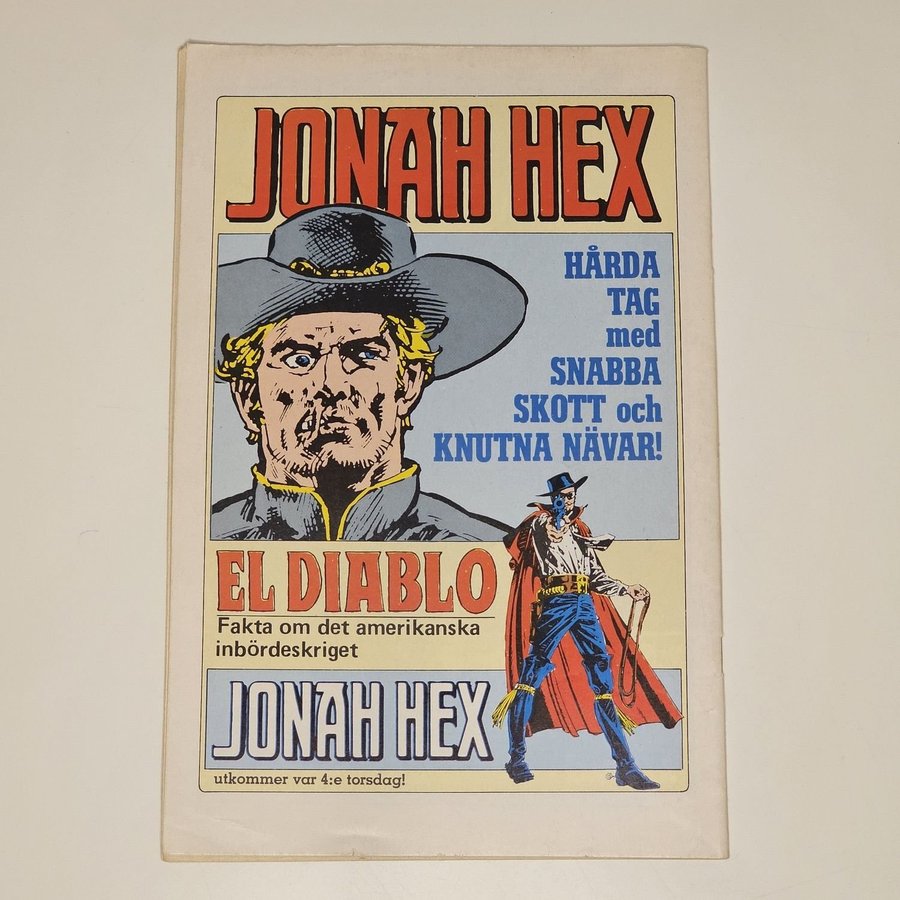 JONAH HEX
HÅRDA
TAG
med
SNABBA
SKOTT och
KNUTNA NÄVAR!
EL DIABLO
Fakta om det amerikanska
inbördeskriget
JONAH HEX
utkommer var 4:e torsdag!